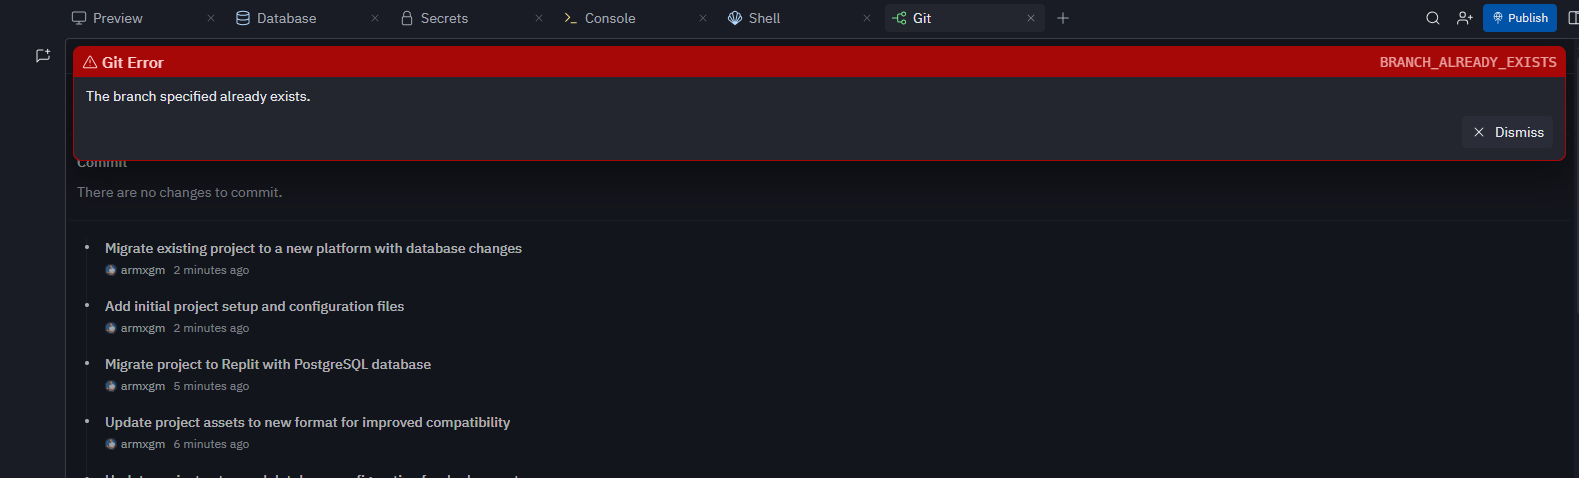 Preview
Database
Secrets
Console
Shell
Git
Publish
Git Error
BRANCH_ALREADY_EXISTS
The branch specified already exists.
Dismiss
Commit
There are no changes to commit.
Migrate existing project to a new platform with database changes
armxgm 2 minutes ago
Add initial project setup and configuration files
armxgm 2 minutes ago
Migrate project to Replit with PostgreSQL database
armxgm 5 minutes ago
Update project assets to new format for improved compatibility
armxgm 6 minutes ago